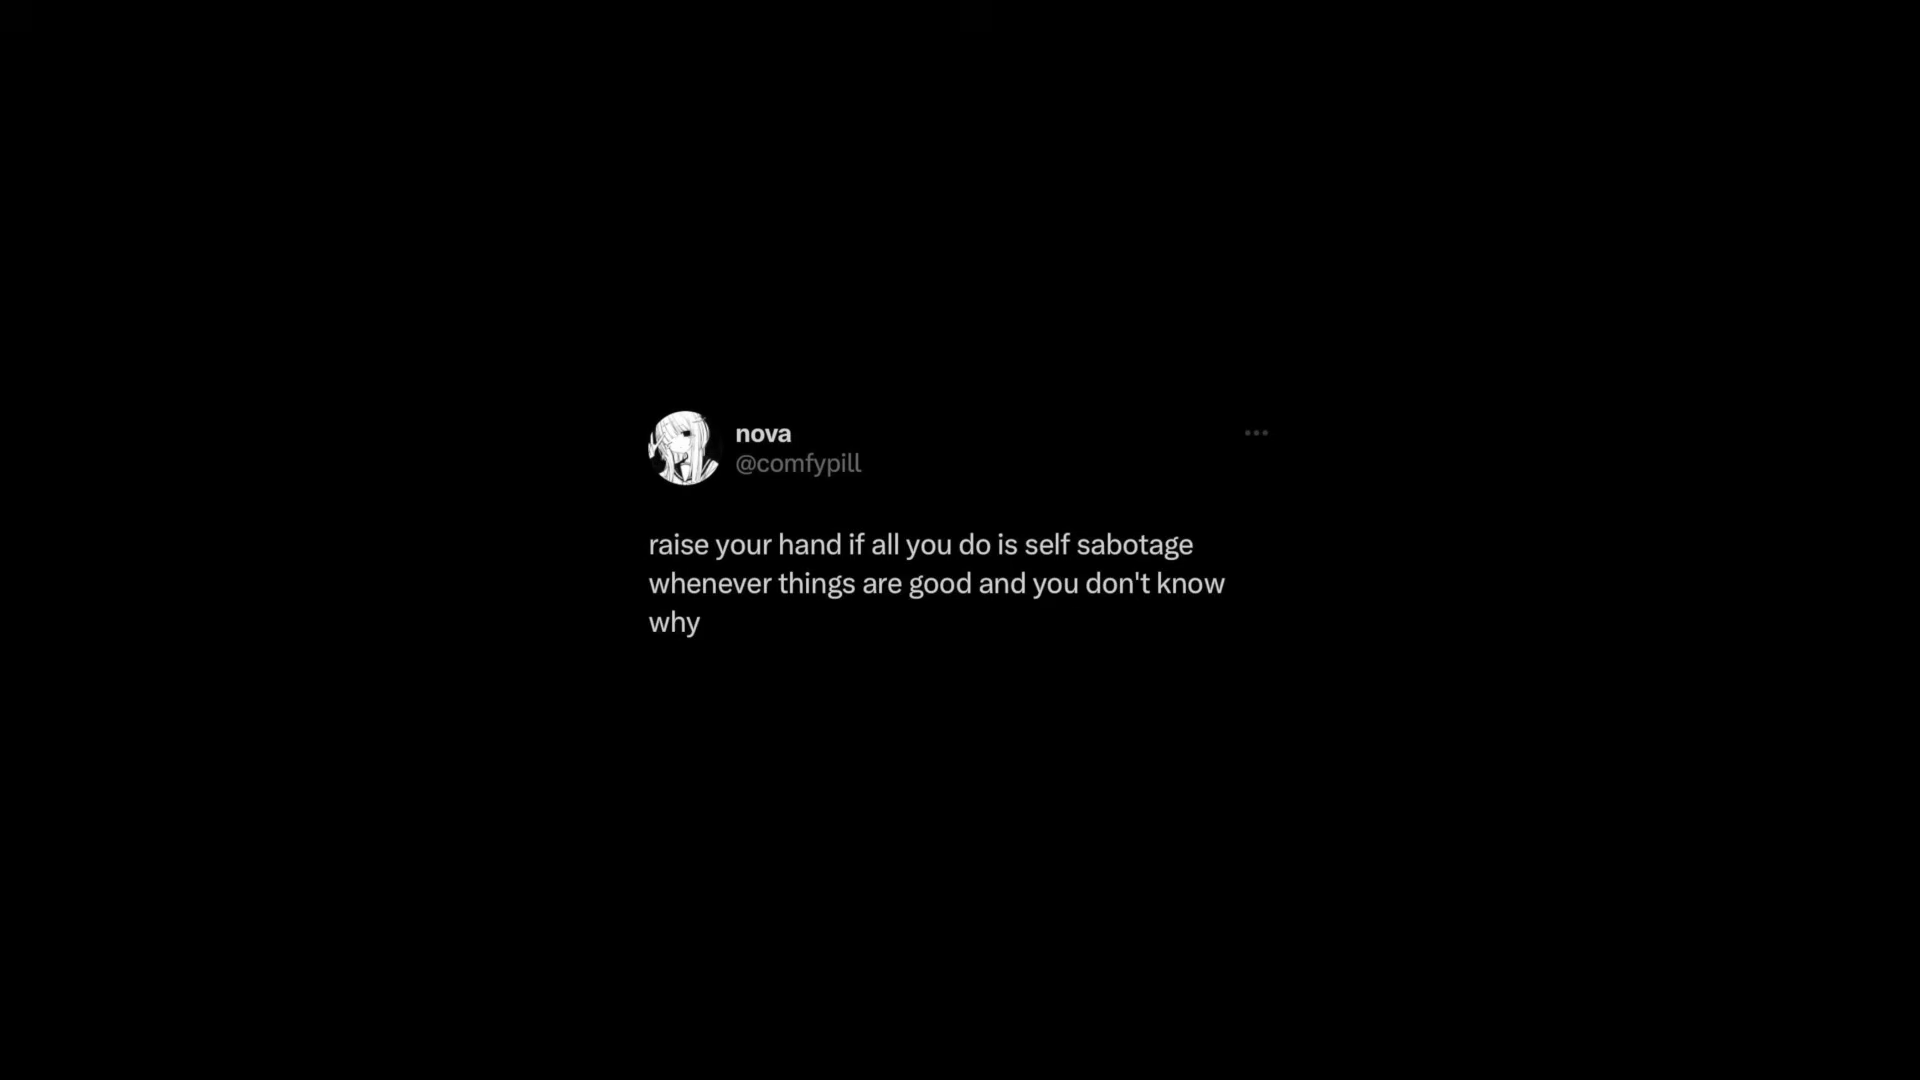 nova
@comfypill
raise your hand if all you do is self sabotage
whenever things are good and you don't know
why